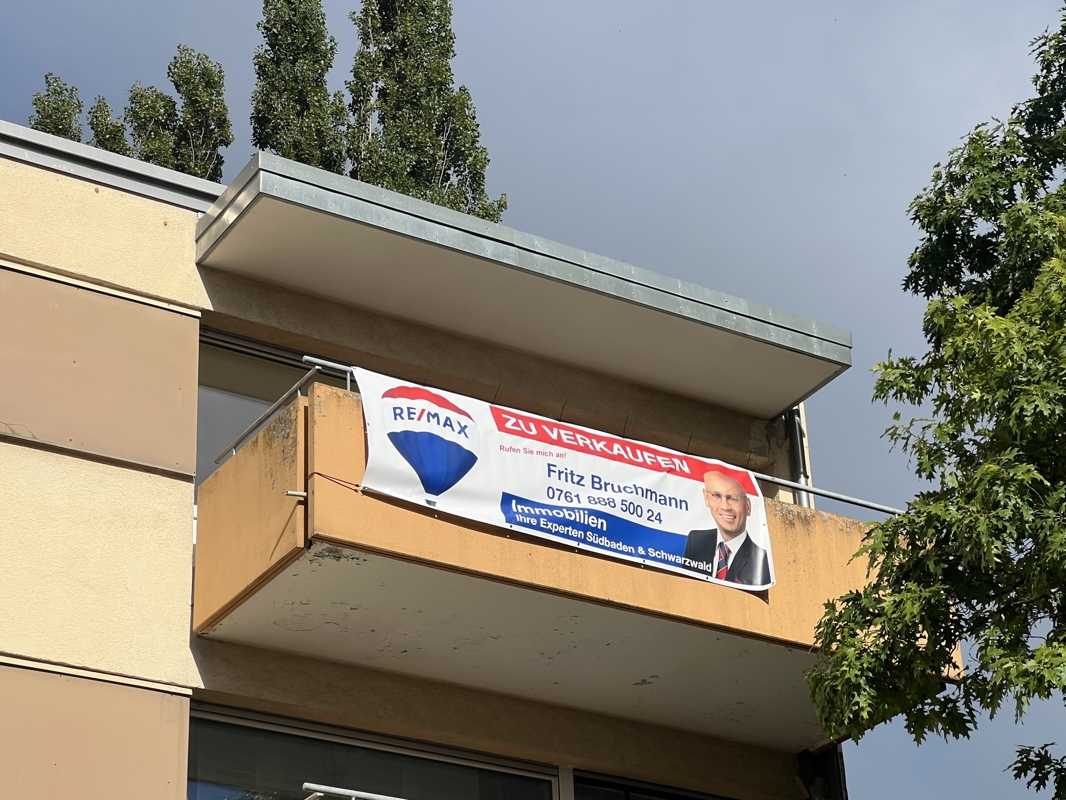 RE/MAX
ZU VERKAUFEN
Rufen Sie mich an!
Fritz Bruchmann
0761 888 500 24
Immobilien
Ihre Experten Südbaden & Schwarzwald